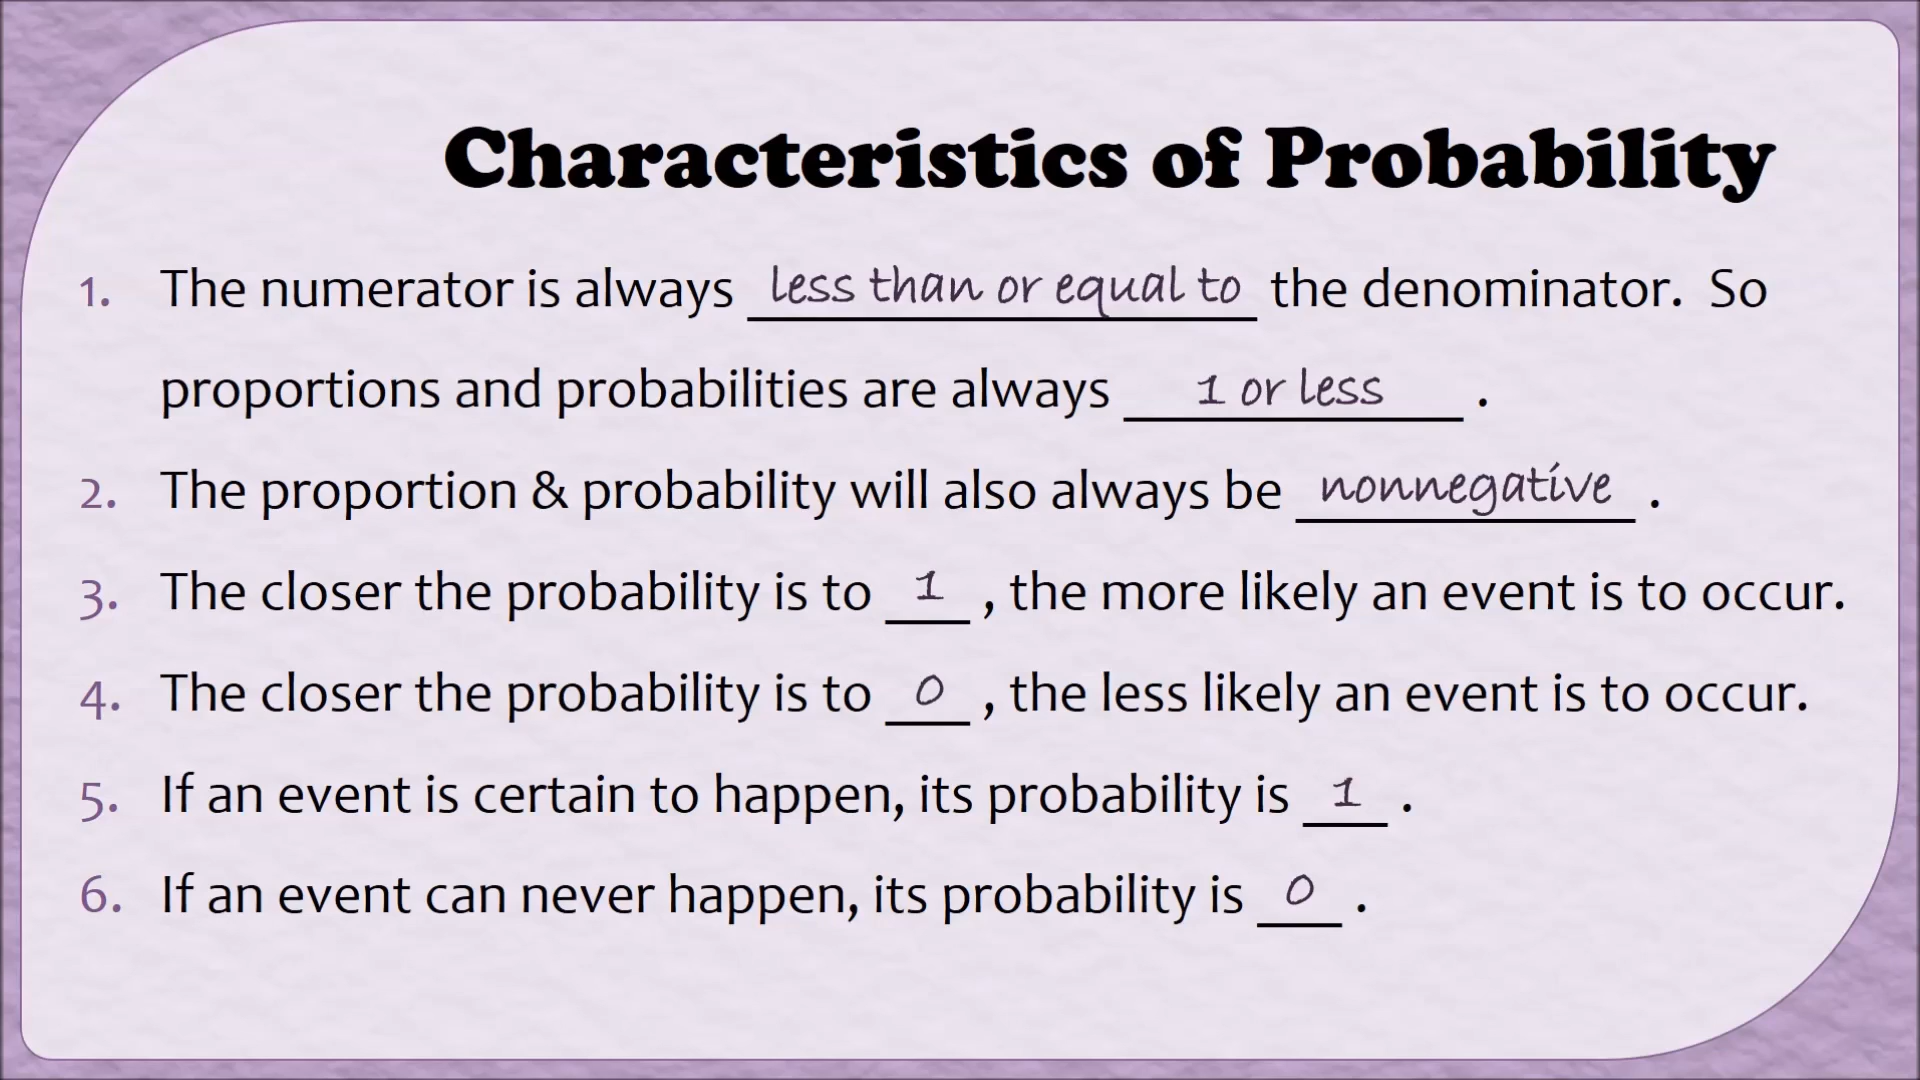 Characteristics of Probability
1. The numerator is always less than or equal to the denominator. So
proportions and probabilities are always 1 or less .
2. The proportion & probability will also always be nonnegative .
3. The closer the probability is to 1 , the more likely an event is to occur.
4. The closer the probability is to 0 , the less likely an event is to occur.
5. If an event is certain to happen, its probability is 1 .
6. If an event can never happen, its probability is 0 .